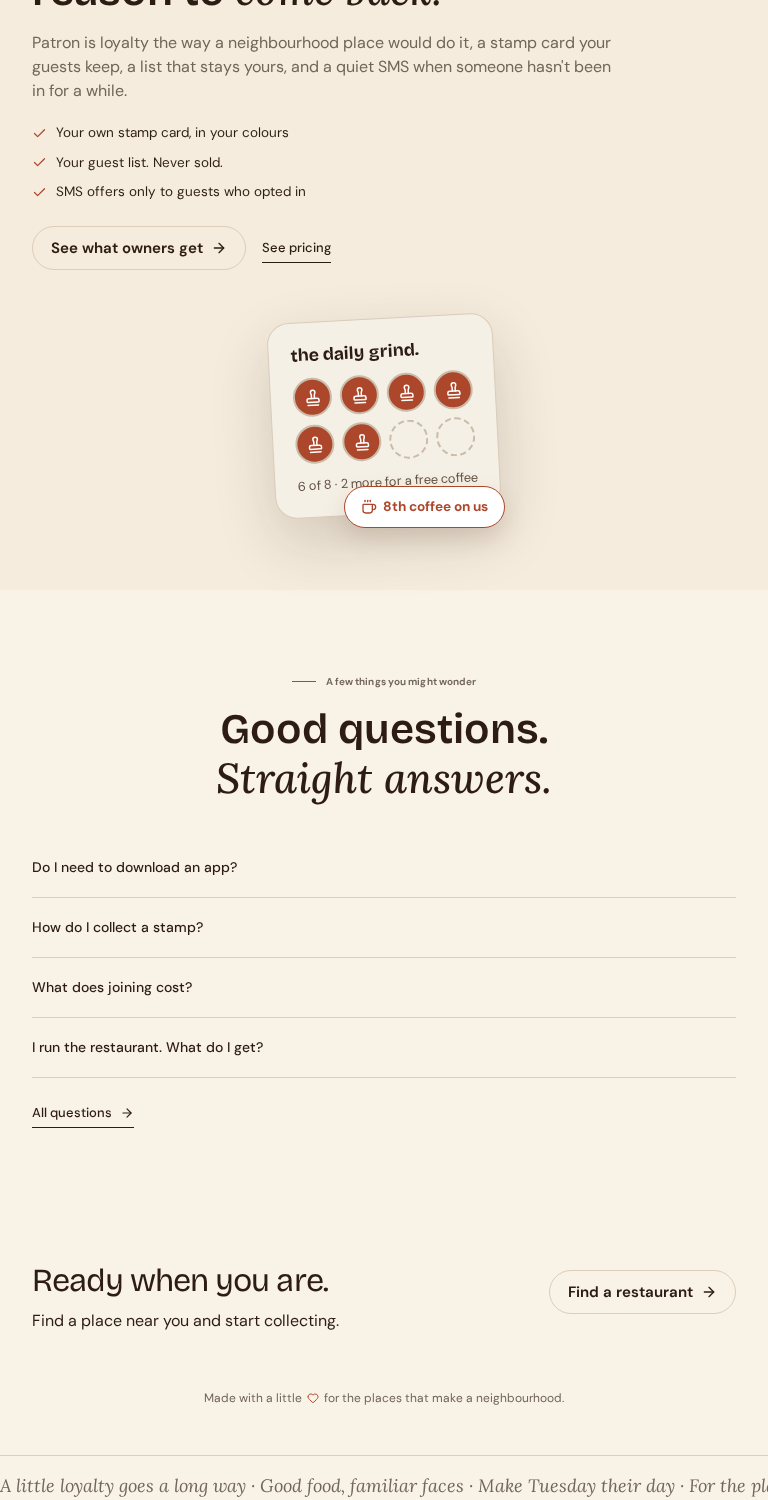 reason to come back.
Patron is loyalty the way a neighbourhood place would do it, a stamp card your
guests keep, a list that stays yours, and a quiet SMS when someone hasn't been
in for a while.
Your own stamp card, in your colours
Your guest list. Never sold.
SMS offers only to guests who opted in
See what owners get
See pricing
the daily grind.
6 of 8 · 2 more for a free coffee
8th coffee on us
A few things you might wonder
Good questions.
Straight answers.
Do I need to download an app?
How do I collect a stamp?
What does joining cost?
I run the restaurant. What do I get?
All questions
Ready when you are.
Find a place near you and start collecting.
Find a restaurant
Made with a little for the places that make a neighbourhood.
A little loyalty goes a long way · Good food, familiar faces · Make Tuesday their day · For the